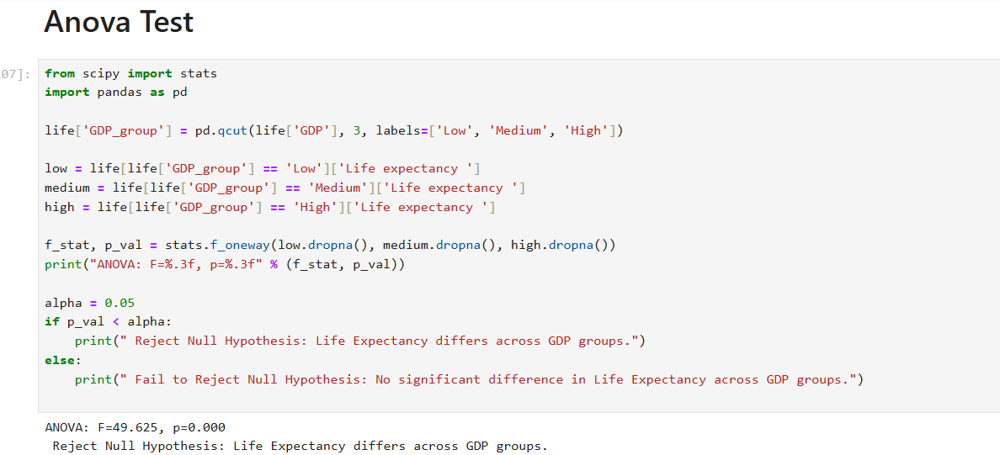 Anova Test
07]:
from scipy import stats
import pandas as pd
life['GDP_group'] = pd.qcut(life['GDP'], 3, labels=['Low', 'Medium', 'High'])
low = life[life['GDP_group'] == 'Low']['Life expectancy ']
medium = life[life['GDP_group'] == 'Medium']['Life expectancy ']
high = life[life['GDP_group'] == 'High']['Life expectancy ']
f_stat, p_val = stats.f_oneway(low.dropna(), medium.dropna(), high.dropna())
print("ANOVA: F=%.3f, p=%.3f" % (f_stat, p_val))
alpha = 0.05
if p_val < alpha:
    print(" Reject Null Hypothesis: Life Expectancy differs across GDP groups.")
else:
    print(" Fail to Reject Null Hypothesis: No significant difference in Life Expectancy across GDP groups.")
ANOVA: F=49.625, p=0.000
 Reject Null Hypothesis: Life Expectancy differs across GDP groups.